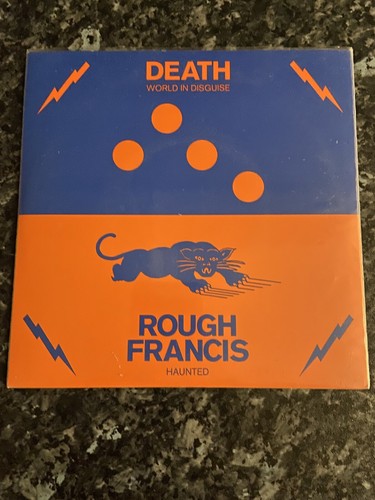 DEATH
WORLD IN DISGUISE
ROUGH
FRANCIS
HAUNTED